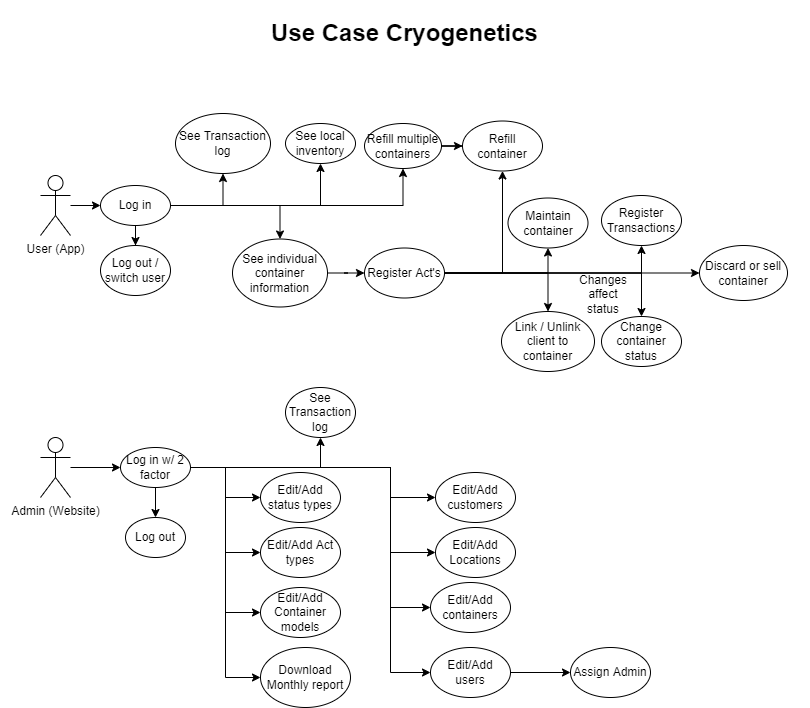 Use Case Cryogenetics
See Transaction
log
See local
inventory
Refill multiple
containers
Refill
container
User (App)
Log in
Log out /
switch user
See individual
container
information
Register Act's
Maintain
container
Register
Transactions
Changes
affect
status
Discard or sell
container
Link / Unlink
client to
container
Change
container
status
See
Transaction
log
Admin (Website)
Log in w/ 2
factor
Log out
Edit/Add
status types
Edit/Add
customers
Edit/Add Act
types
Edit/Add
Locations
Edit/Add
Container
models
Edit/Add
containers
Download
Monthly report
Edit/Add
users
Assign Admin